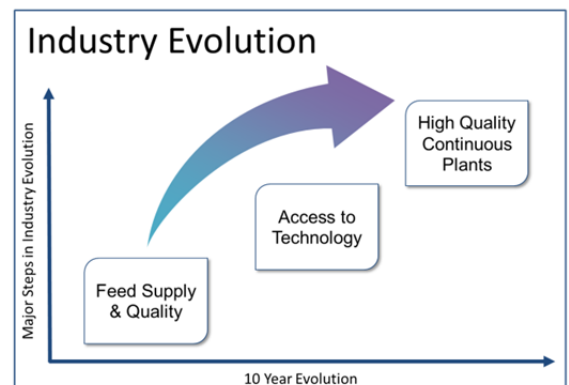 Industry Evolution
Major Steps in Industry Evolution
High Quality
Continuous
Plants
Access to
Technology
Feed Supply
& Quality
10 Year Evolution